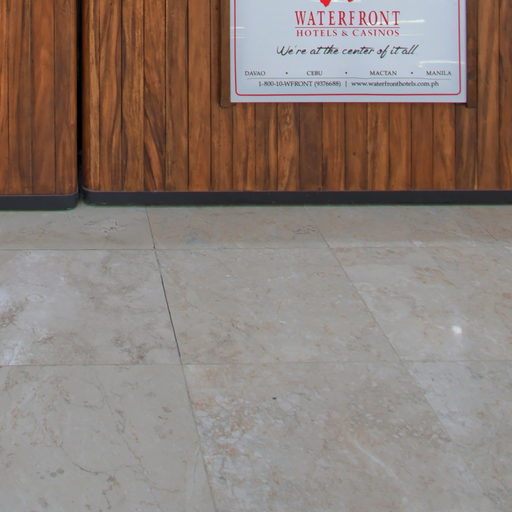 WATERFRONT
HOTELS & CASINOS
We're at the center of it all
DAVAO • CEBU • MACTAN • MANILA
1-800-10-WFRONT (937668) | www.waterfronthotels.com.ph